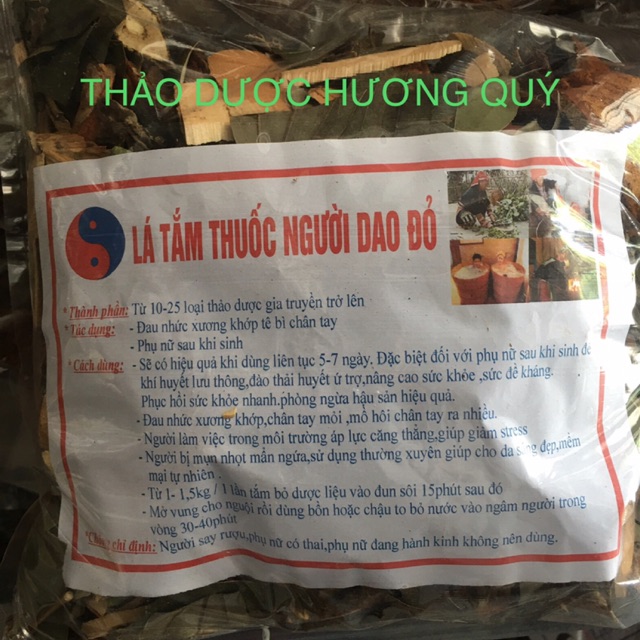 THẢO DƯỢC HƯƠNG QUÝ
LÁ TẮM THUỐC NGƯỜI DAO ĐỎ
* Thành phần: Từ 10-25 loại thảo dược gia truyền trở lên
* Tác dụng: - Đau nhức xương khớp tê bì chân tay
- Phụ nữ sau khi sinh
* Cách dùng: - Sẽ có hiệu quả khi dùng liên tục 5-7 ngày. Đặc biệt đối với phụ nữ sau khi sinh để
khí huyết lưu thông,đào thải huyết ứ trợ,nâng cao sức khỏe ,sức đề kháng.
Phục hồi sức khỏe nhanh,phòng ngừa hậu sản hiệu quả.
- Đau nhức xương khớp,chân tay mỏi ,mồ hôi chân tay ra nhiều.
- Người làm việc trong môi trường áp lực căng thẳng,giúp giảm stress
- Người bị mụn nhọt mẩn ngứa,sử dụng thường xuyên giúp cho da sáng đẹp,mềm
mại tự nhiên .
- Từ 1- 1,5kg / 1 lần tắm bỏ dược liệu vào đun sôi 15phút sau đó
- Mở vung cho nguội rồi dùng bồn hoặc chậu to bỏ nước vào ngâm người trong
vòng 30-40phút
*Chống chỉ định: Người say rượu,phụ nữ có thai,phụ nữ đang hành kinh không nên dùng.